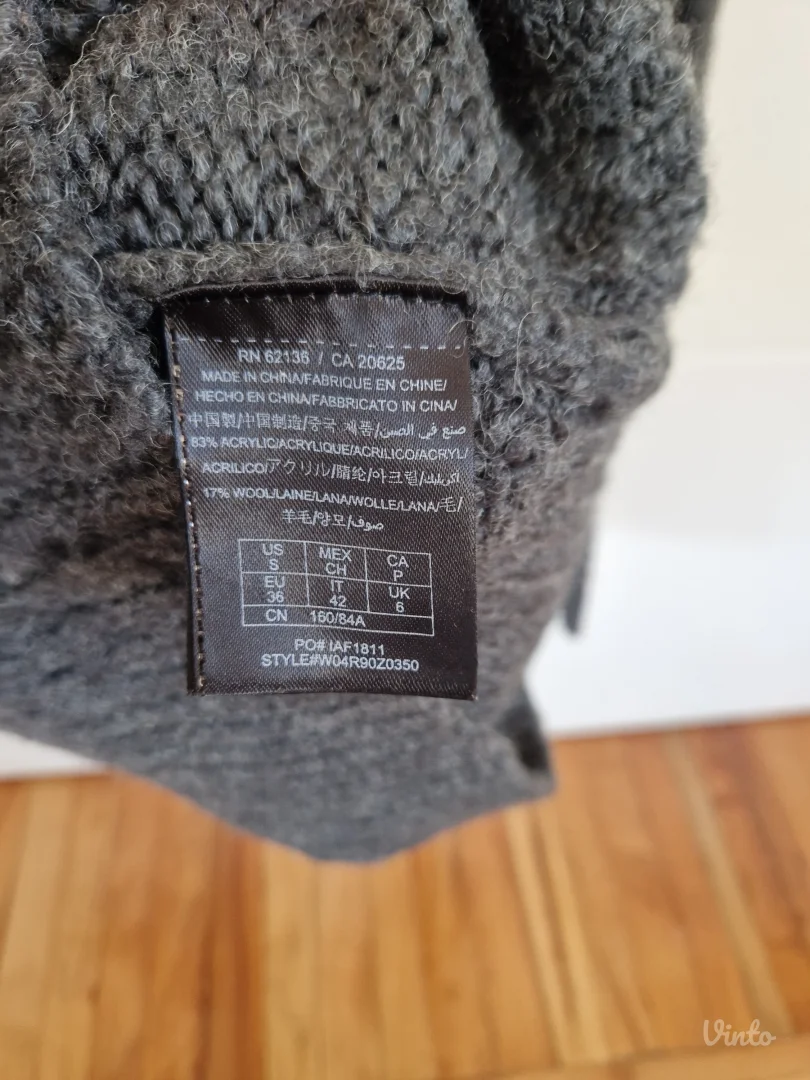 RN 62136 / CA 20625
MADE IN CHINA/FABRIQUE EN CHINE/
HECHO EN CHINA/FABBRICATO IN CINA/
中国製/中国制造/중국 제품/صنع في الصين
83% ACRYLIC/ACRYLIQUE/ACRILICO/ACRYL/
ACRILICO/アクリル/腈纶/아크릴/اكريليك
17% WOOL/LAINE/LANA/WOLLE/LANA/毛/
羊毛/양모/صوف
US S MEX CH CA P
EU 36 IT 42 UK 6
CN 160/84A
PO# IAF1811
STYLE#W04R90Z0350
Vinto